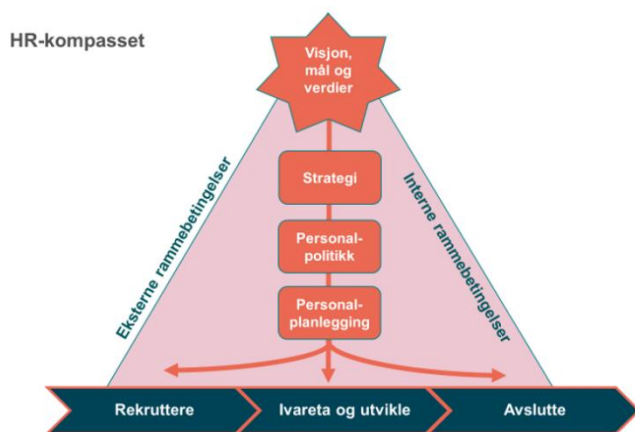 HR-kompasset
Visjon,
mål og
verdier
Eksterne rammebetingelser
Interne rammebetingelser
Strategi
Personal-
politikk
Personal-
planlegging
Rekruttere
Ivareta og utvikle
Avslutte